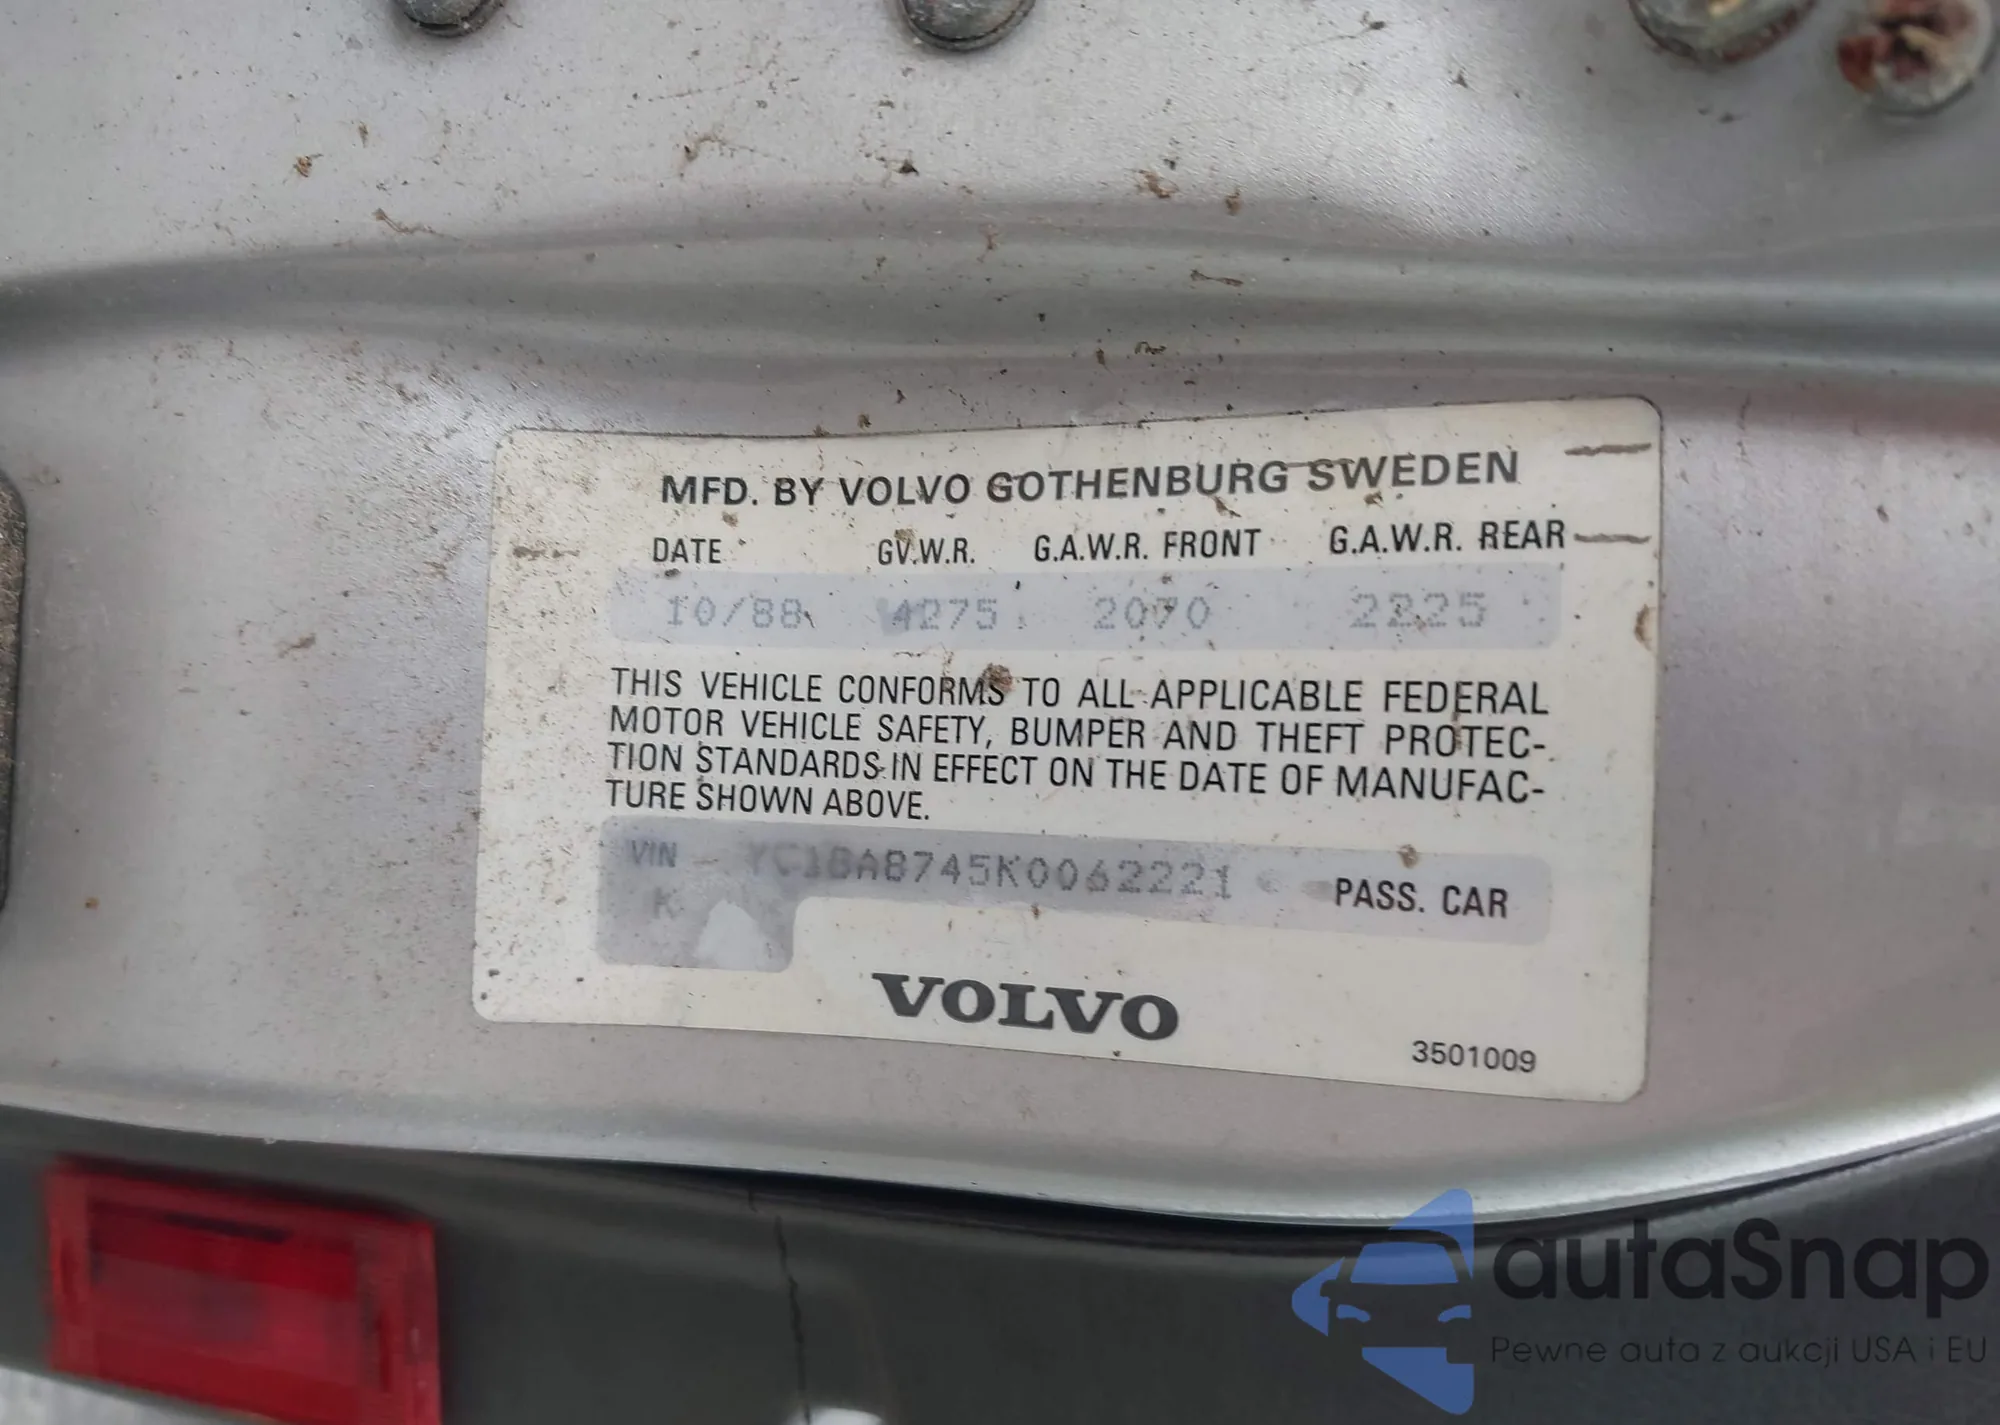 MFD. BY VOLVO GOTHENBURG SWEDEN
DATE G.V.W.R. G.A.W.R. FRONT G.A.W.R. REAR
10/88 4275 2070 2225
THIS VEHICLE CONFORMS TO ALL APPLICABLE FEDERAL
MOTOR VEHICLE SAFETY, BUMPER AND THEFT PROTEC-
TION STANDARDS IN EFFECT ON THE DATE OF MANUFAC-
TURE SHOWN ABOVE.
VIN - YC1BA8745K0062221 PASS. CAR
K
VOLVO
3501009
autaSnap
Pewne auta z aukcji USA i EU